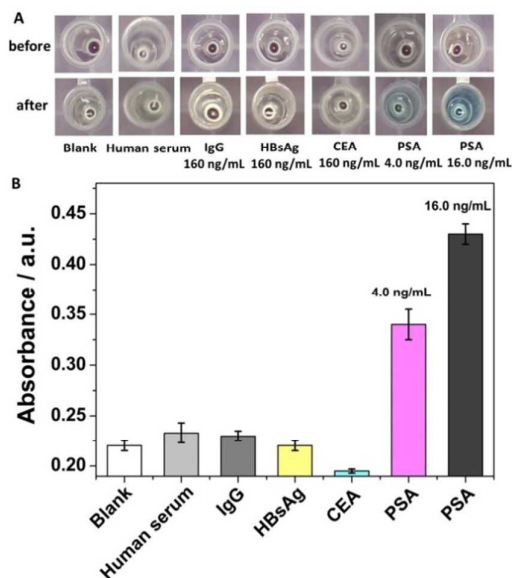 A
before
after
Blank Human serum IgG HBsAg CEA PSA PSA
160 ng/mL 160 ng/mL 160 ng/mL 4.0 ng/mL 16.0 ng/mL
B
16.0 ng/mL
4.0 ng/mL
Absorbance / a.u.
0.45
0.40
0.35
0.30
0.25
0.20
Blank
Human serum
IgG
HBsAg
CEA
PSA
PSA